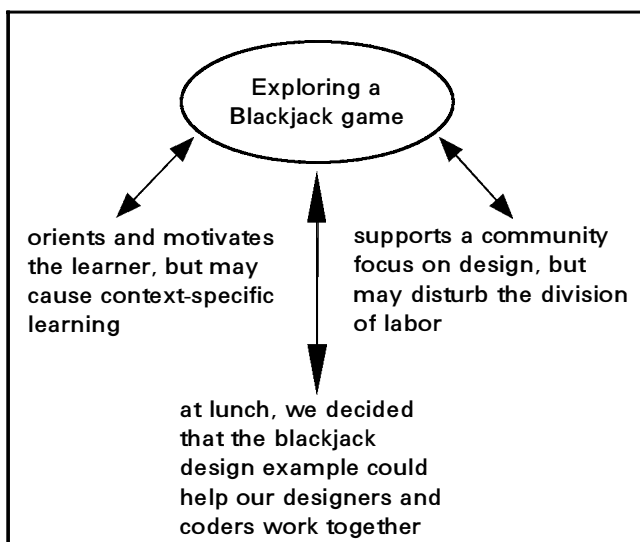 Exploring a
Blackjack game
orients and motivates
the learner, but may
cause context-specific
learning
supports a community
focus on design, but
may disturb the division
of labor
at lunch, we decided
that the blackjack
design example could
help our designers and
coders work together